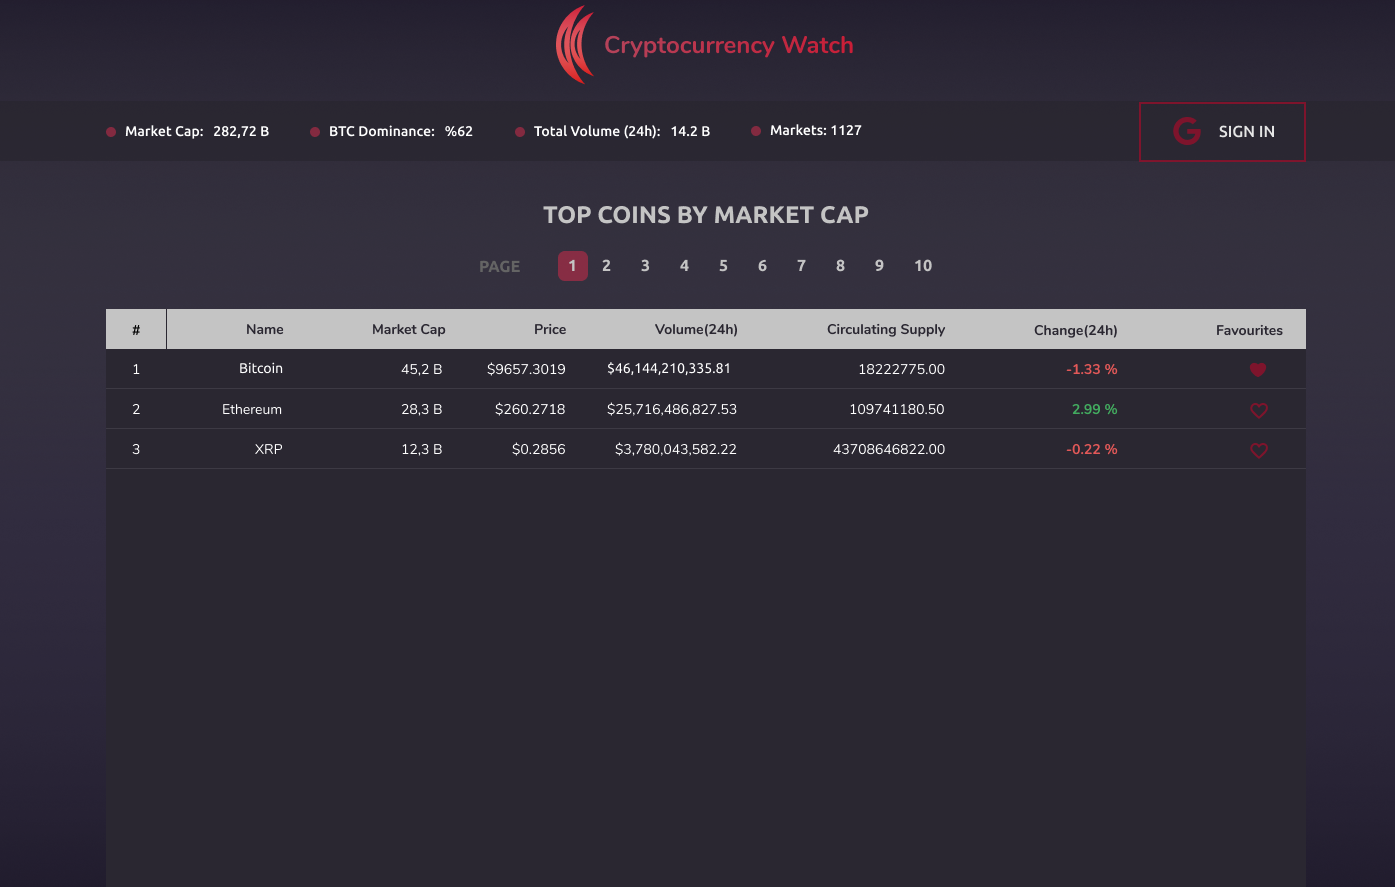 Cryptocurrency Watch
Market Cap: 282,72 B BTC Dominance: %62 Total Volume (24h): 14.2 B Markets: 1127 SIGN IN
TOP COINS BY MARKET CAP
PAGE 1 2 3 4 5 6 7 8 9 10
# Name Market Cap Price Volume(24h) Circulating Supply Change(24h) Favourites
1 Bitcoin 45,2 B $9657.3019 $46,144,210,335.81 18222775.00 -1.33 %
2 Ethereum 28,3 B $260.2718 $25,716,486,827.53 109741180.50 2.99 %
3 XRP 12,3 B $0.2856 $3,780,043,582.22 43708646822.00 -0.22 %